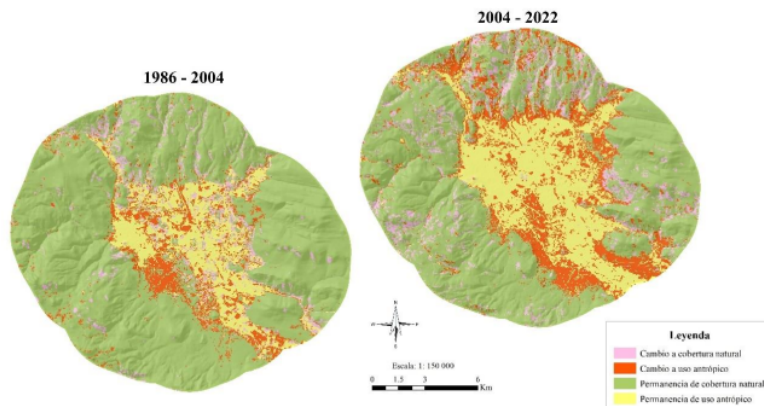 2004 - 2022
1986 - 2004
N
Escala: 1: 150 000
0 1.5 3 6
Km
Leyenda
Cambio a cobertura natural
Cambio a uso antrópico
Permanencia de cobertura natural
Permanencia de uso antrópico